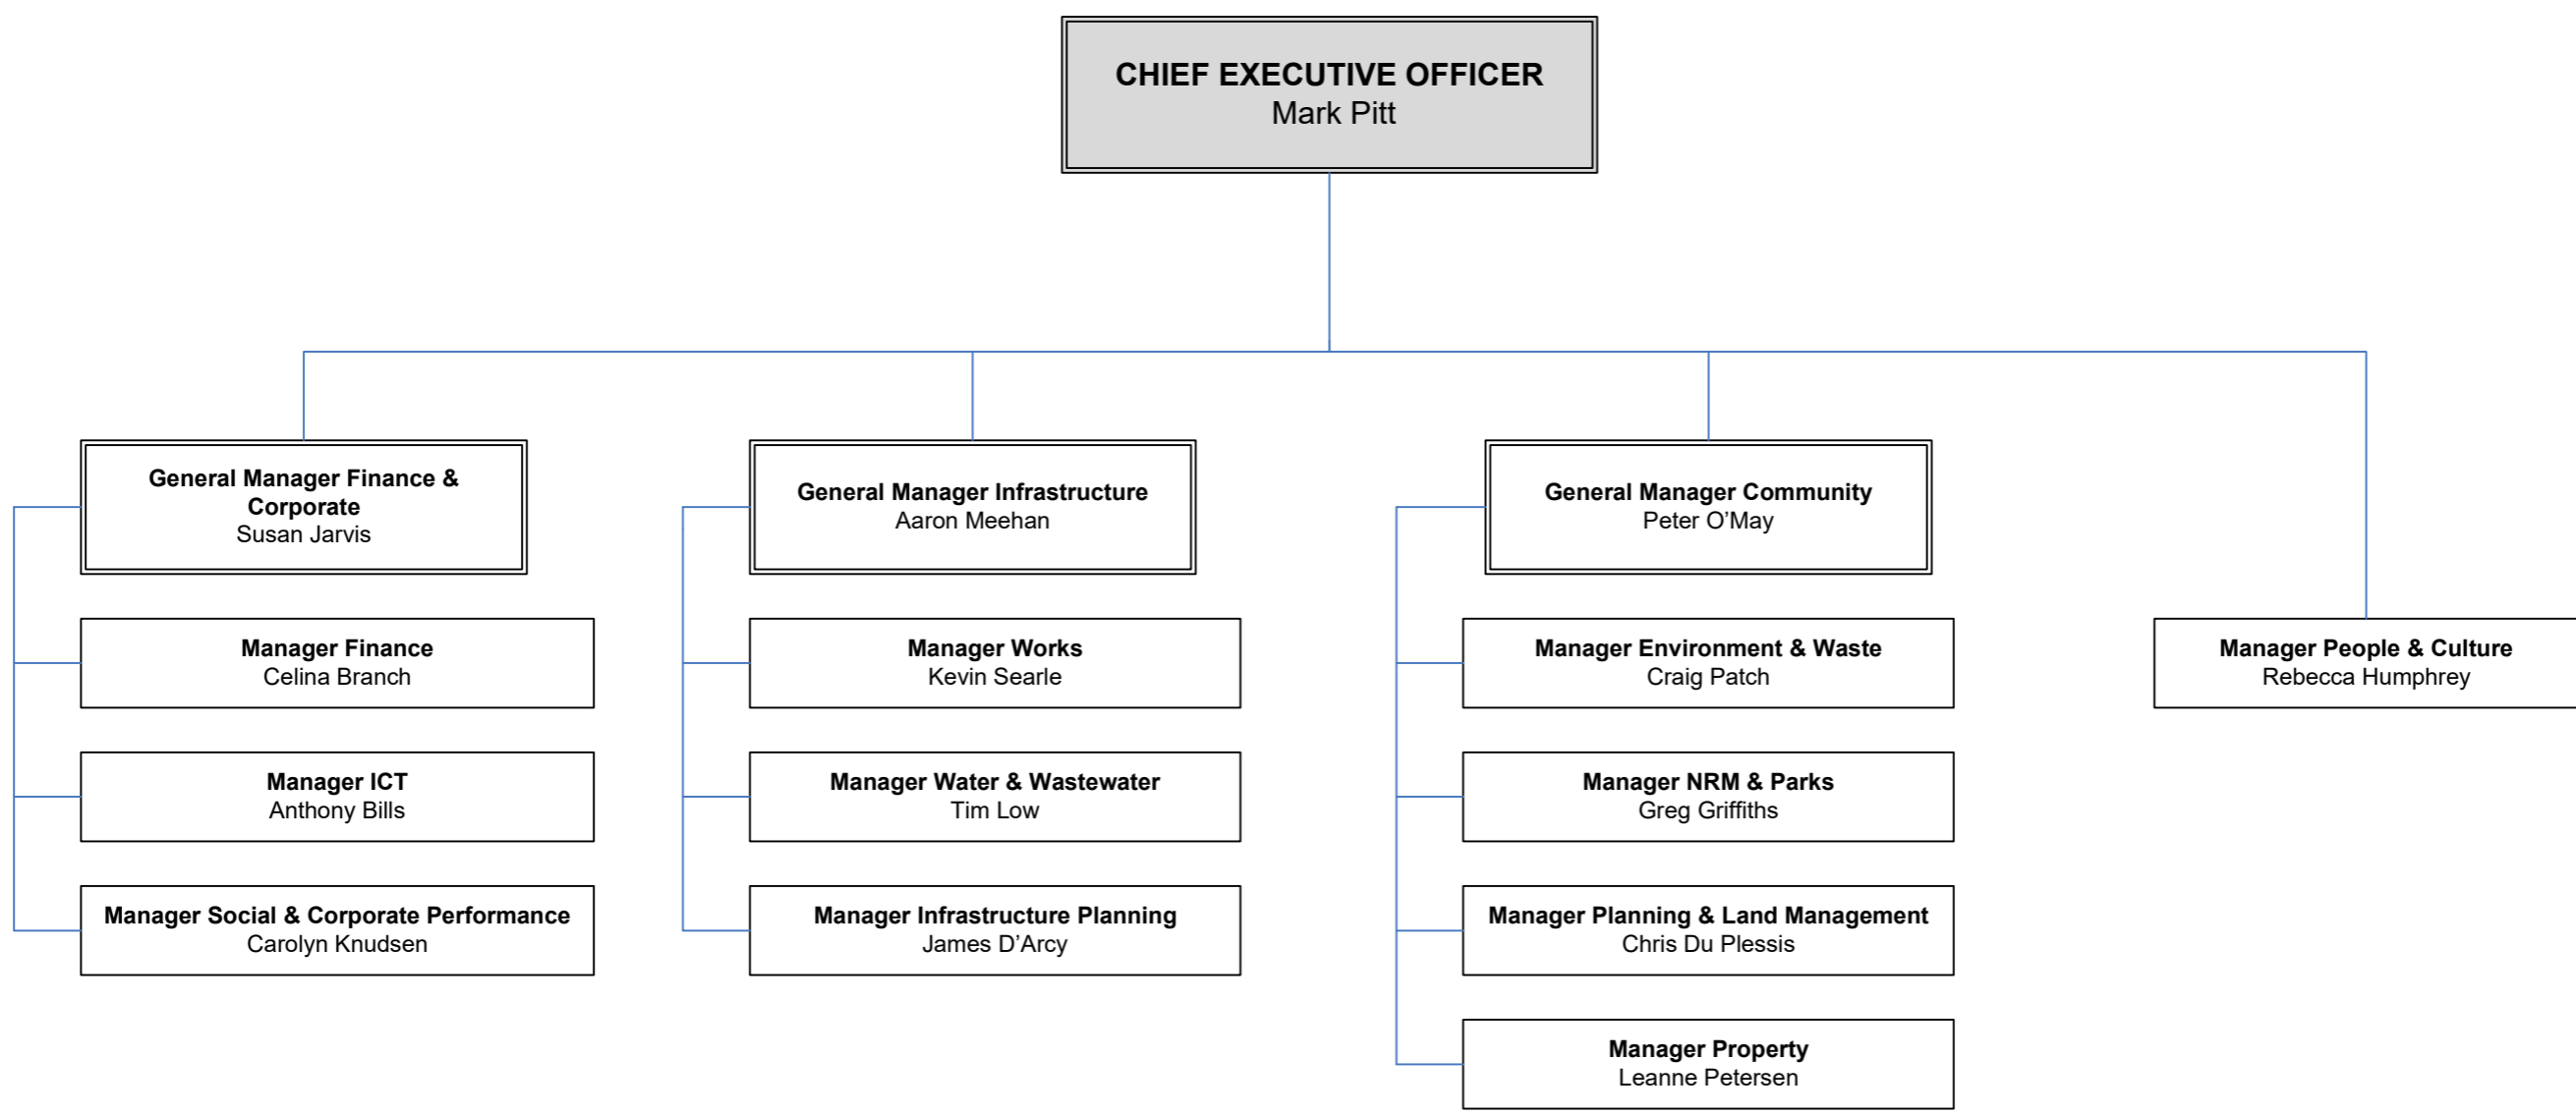 CHIEF EXECUTIVE OFFICER
Mark Pitt
General Manager Finance &
Corporate
Susan Jarvis
Manager Finance
Celina Branch
Manager ICT
Anthony Bills
Manager Social & Corporate Performance
Carolyn Knudsen
General Manager Infrastructure
Aaron Meehan
Manager Works
Kevin Searle
Manager Water & Wastewater
Tim Low
Manager Infrastructure Planning
James D’Arcy
General Manager Community
Peter O’May
Manager Environment & Waste
Craig Patch
Manager NRM & Parks
Greg Griffiths
Manager Planning & Land Management
Chris Du Plessis
Manager Property
Leanne Petersen
Manager People & Culture
Rebecca Humphrey